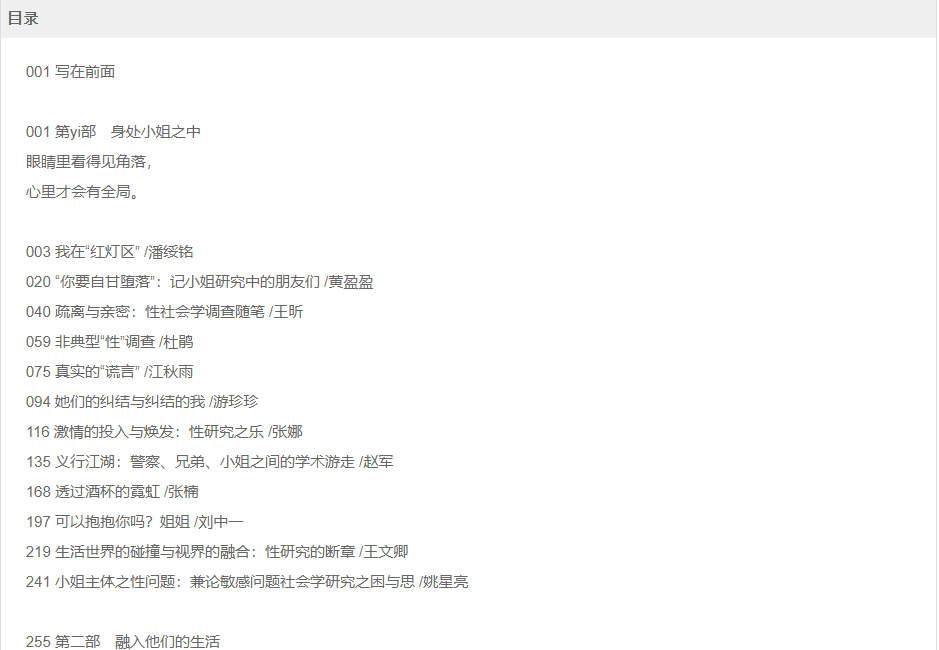 目录
001 写在前面
001 第yi部 身处小姐之中
眼睛里看得见角落，
心里才会有全局。
003 我在“红灯区” /潘绥铭
020 “你要自甘堕落”：记小姐研究中的朋友们 /黄盈盈
040 疏离与亲密：性社会学调查随笔 /王昕
059 非典型“性”调查 /杜鹃
075 真实的“谎言” /江秋雨
094 她们的纠结与纠结的我 /游珍珍
116 激情的投入与焕发：性研究之乐 /张娜
135 义行江湖：警察、兄弟、小姐之间的学术游走 /赵军
168 透过酒杯的霓虹 /张楠
197 可以抱抱你吗？姐姐 /刘中一
219 生活世界的碰撞与视界的融合：性研究的断章 /王文卿
241 小姐主体之性问题：兼论敏感问题社会学研究之困与思 /姚星亮
255 第二部 融入他们的生活